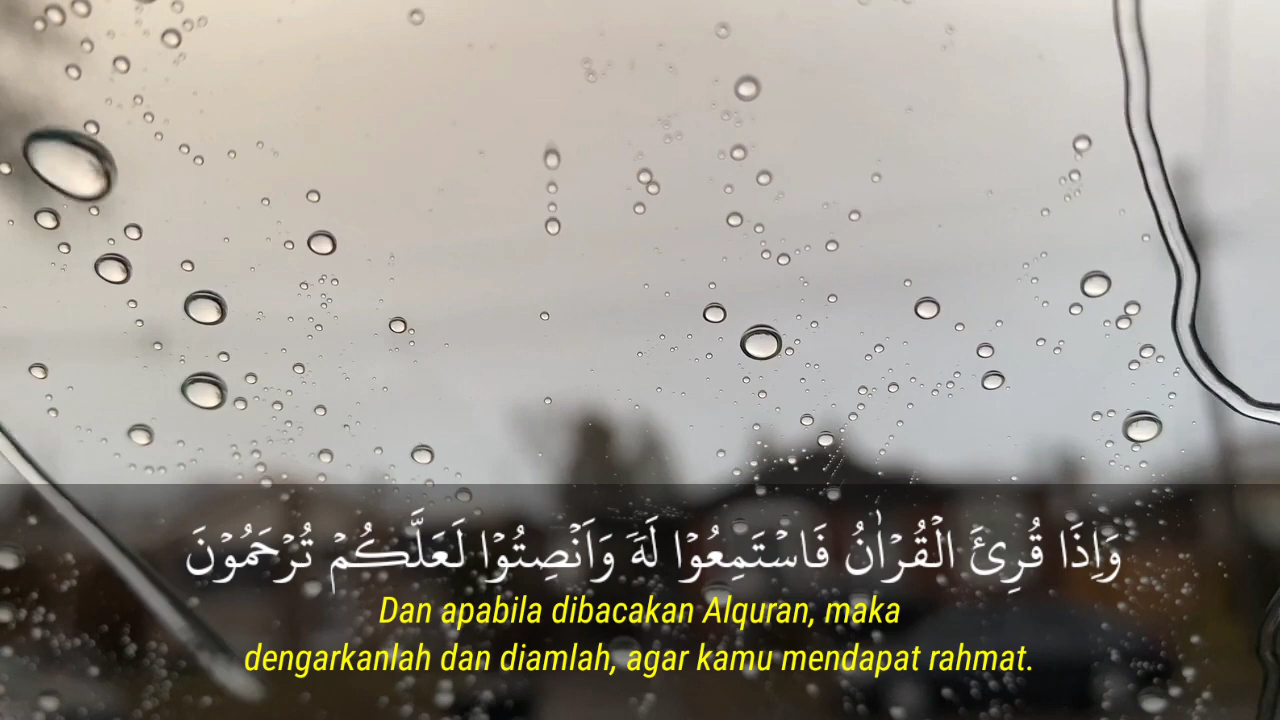 وَاِذَا قُرِئَ الْقُرْاٰنُ فَاسْتَمِعُوْا لَهٗ وَاَنْصِتُوْا لَعَلَّكُمْ تُرْحَمُوْنَ
Dan apabila dibacakan Alquran, maka
dengarkanlah dan diamlah, agar kamu mendapat rahmat.